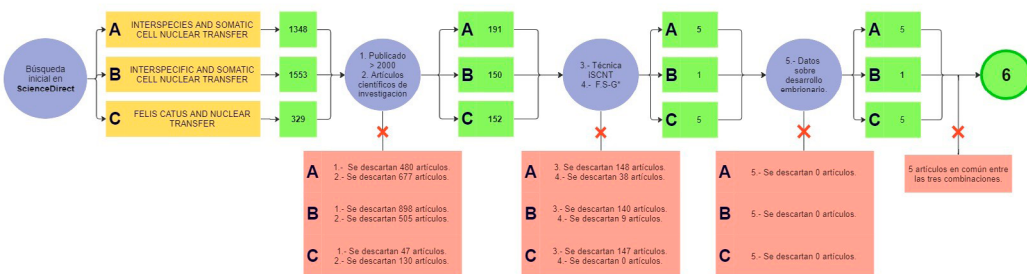 Búsqueda
inicial en
ScienceDirect
A INTERSPECIES AND SOMATIC
CELL NUCLEAR TRANSFER
1348
B INTERSPECIFIC AND SOMATIC
CELL NUCLEAR TRANSFER
1553
C FELIS CATUS AND NUCLEAR
TRANSFER
329
1. Publicado
> 2000
2. Artículos
científicos de
investigación
A 191
B 150
C 152
3.- Técnica
iSCNT
4.- F.S-G*
A 5
B 1
C 5
5.- Datos
sobre
desarrollo
embrionario.
A 5
B 1
C 5
6
A 1.- Se descartan 480 artículos.
2.- Se descartan 677 artículos.
B 1.- Se descartan 898 artículos.
2.- Se descartan 505 artículos.
C 1.- Se descartan 47 artículos.
2.- Se descartan 130 artículos.
A 3. Se descartan 148 artículos.
4.- Se descartan 38 artículos.
B 3.- Se descartan 140 artículos.
4.- Se descartan 9 artículos.
C 3.- Se descartan 147 artículos.
4.- Se descartan 0 artículos.
A 5.- Se descartan 0 artículos.
B 5.- Se descartan 0 artículos.
C 5.- Se descartan 0 artículos.
5 artículos en común entre
las tres combinaciones.